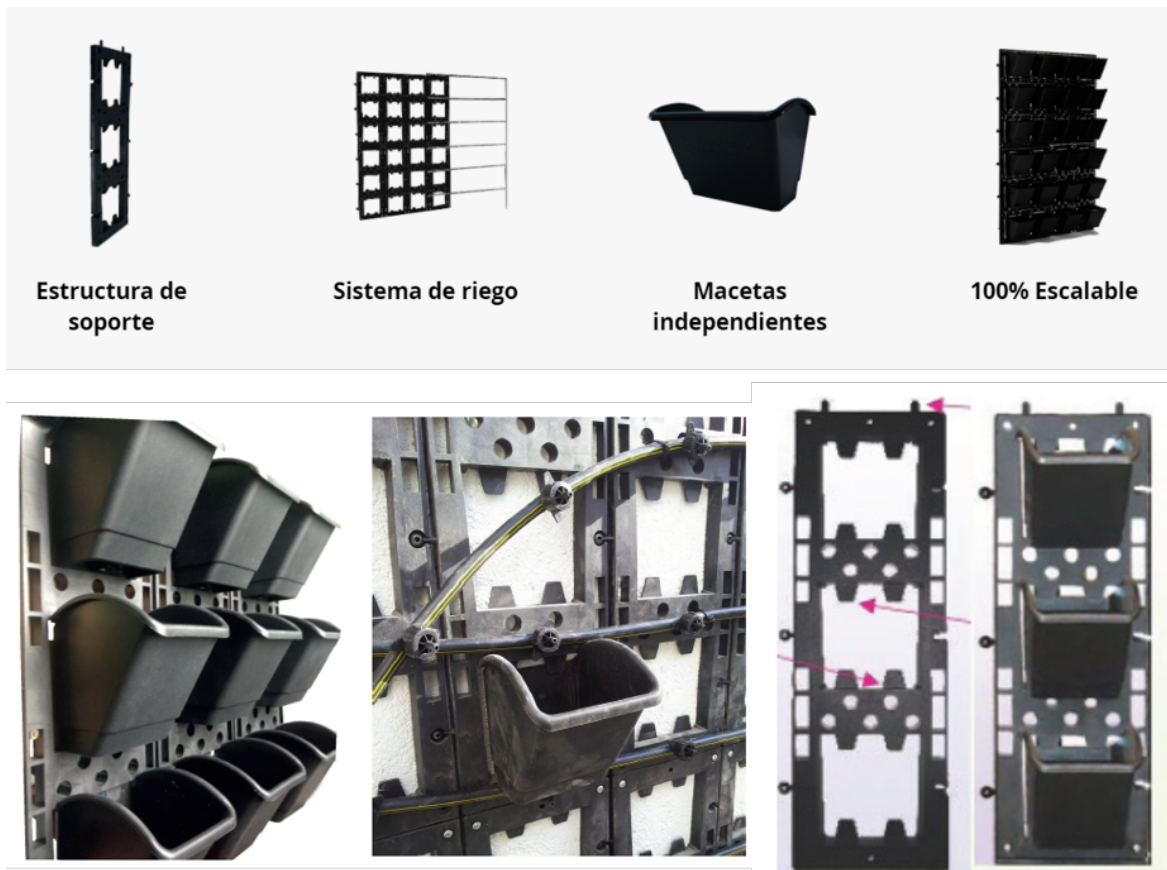 Estructura de
soporte
Sistema de riego
Macetas
independientes
100% Escalable